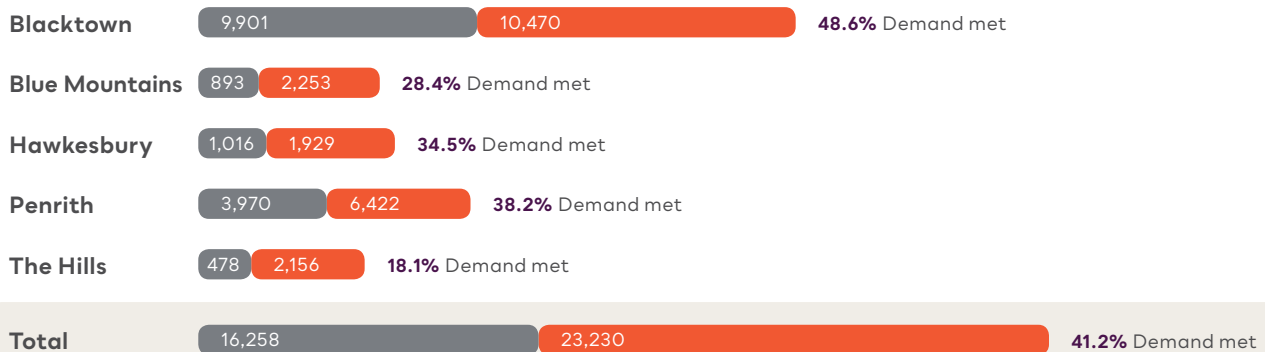 Blacktown 9,901 10,470 48.6% Demand met
Blue Mountains 893 2,253 28.4% Demand met
Hawkesbury 1,016 1,929 34.5% Demand met
Penrith 3,970 6,422 38.2% Demand met
The Hills 478 2,156 18.1% Demand met
Total 16,258 23,230 41.2% Demand met